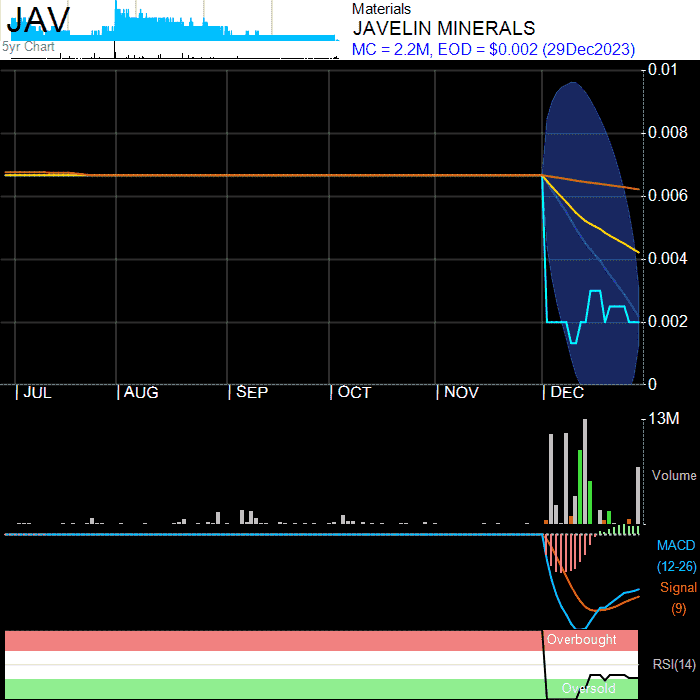 JAV
5yr Chart
Materials
JAVELIN MINERALS
MC = 2.2M, EOD = $0.002 (29Dec2023)
0.01
0.008
0.006
0.004
0.002
0
JUL AUG SEP OCT NOV DEC
13M
Volume
MACD
(12-26)
Signal
(9)
Overbought
RSI(14)
Oversold